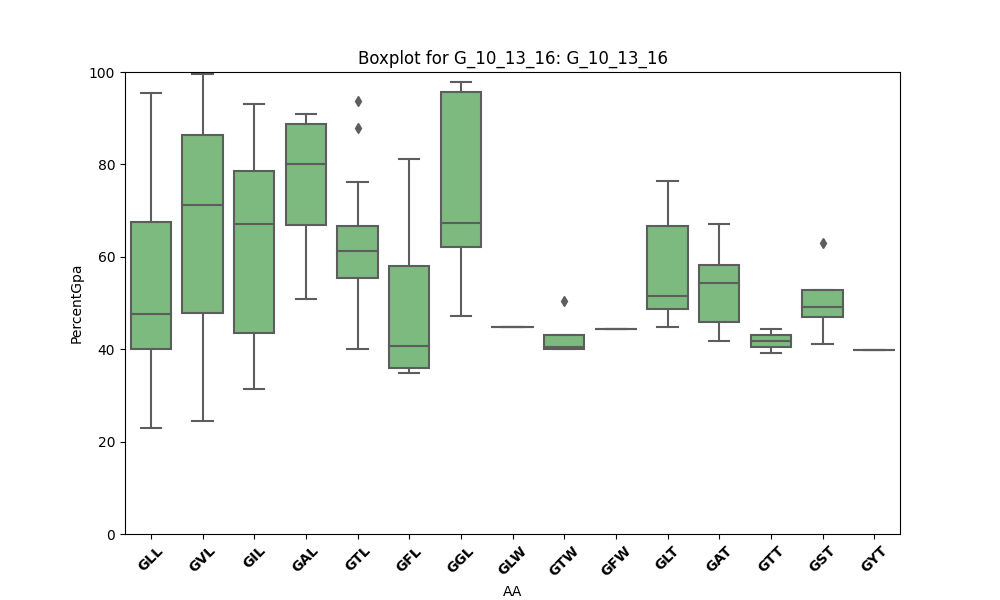 Boxplot for G_10_13_16: G_10_13_16
PercentGpa
100
80
60
40
20
0
GLL GVL GIL GAL GTL GFL GGL GLW GTW GFW GLT GAT GTT GST GYT
AA